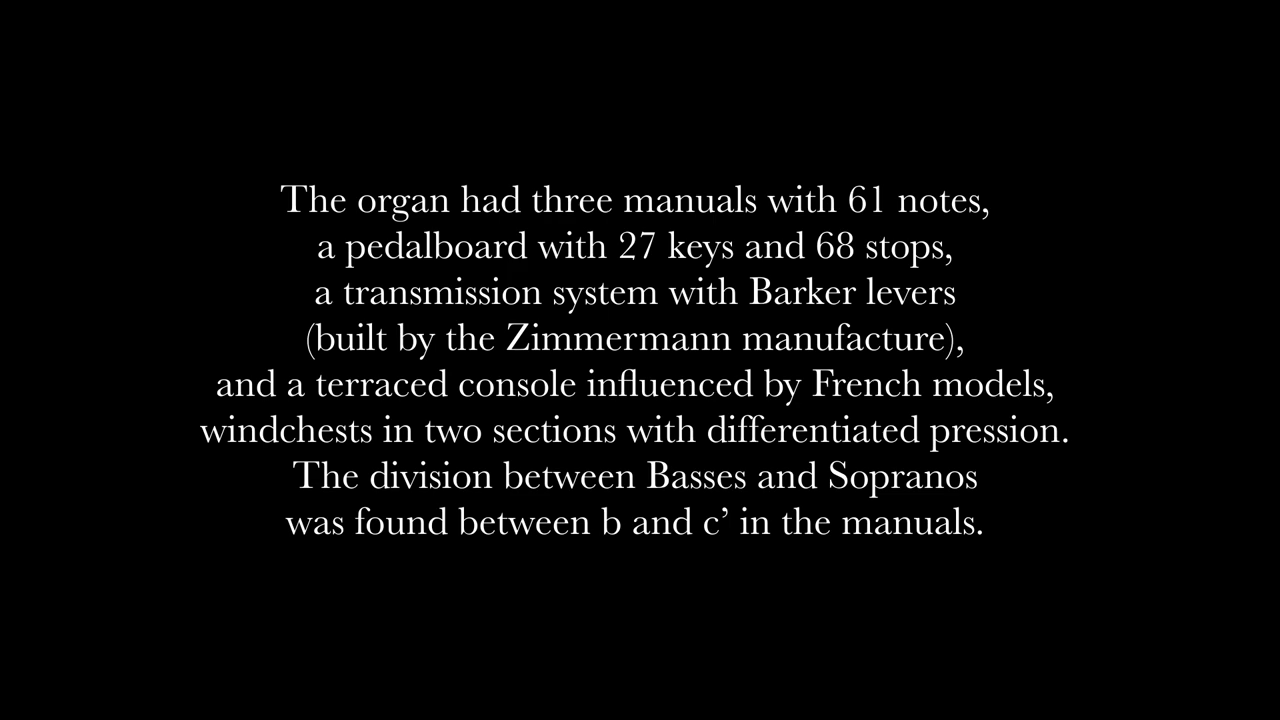 The organ had three manuals with 61 notes,
a pedalboard with 27 keys and 68 stops,
a transmission system with Barker levers
(built by the Zimmermann manufacture),
and a terraced console influenced by French models,
windchests in two sections with differentiated pression.
The division between Basses and Sopranos
was found between b and c’ in the manuals.